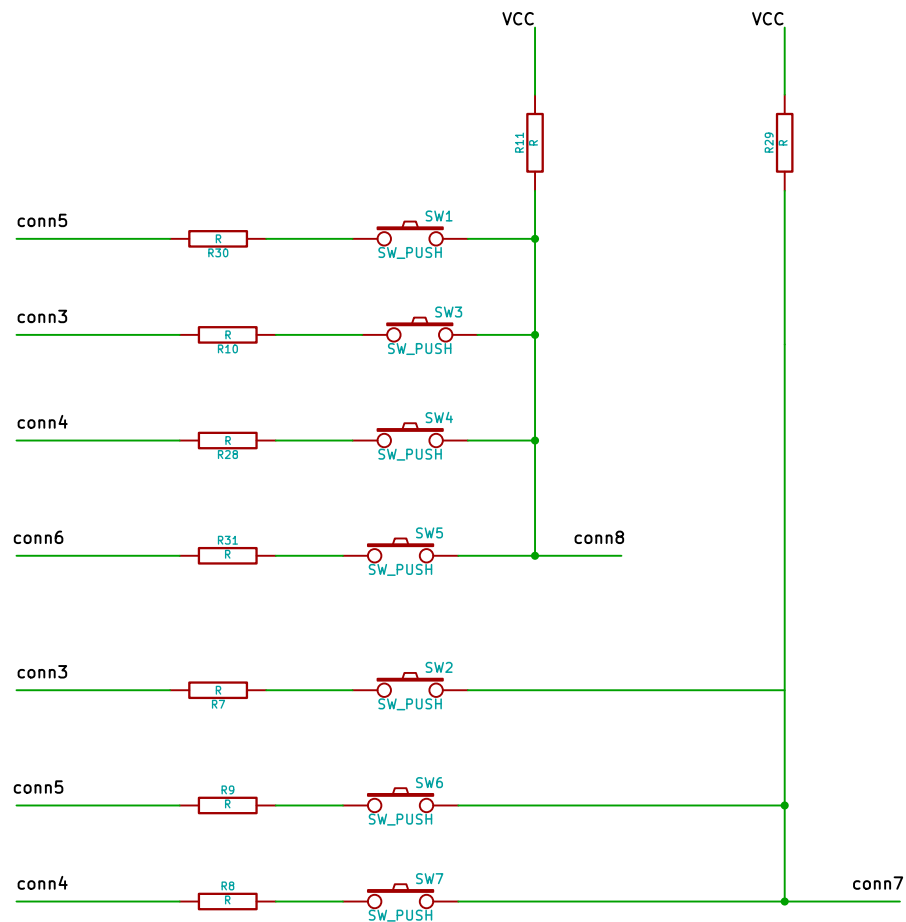 VCC
VCC
R11
R
R29
R
conn5
R
R30
SW1
SW_PUSH
conn3
R
R10
SW3
SW_PUSH
conn4
R
R28
SW4
SW_PUSH
conn6
R31
R
SW5
SW_PUSH
conn8
conn3
R
R7
SW2
SW_PUSH
conn5
R9
R
SW6
SW_PUSH
conn4
R8
R
SW7
SW_PUSH
conn7